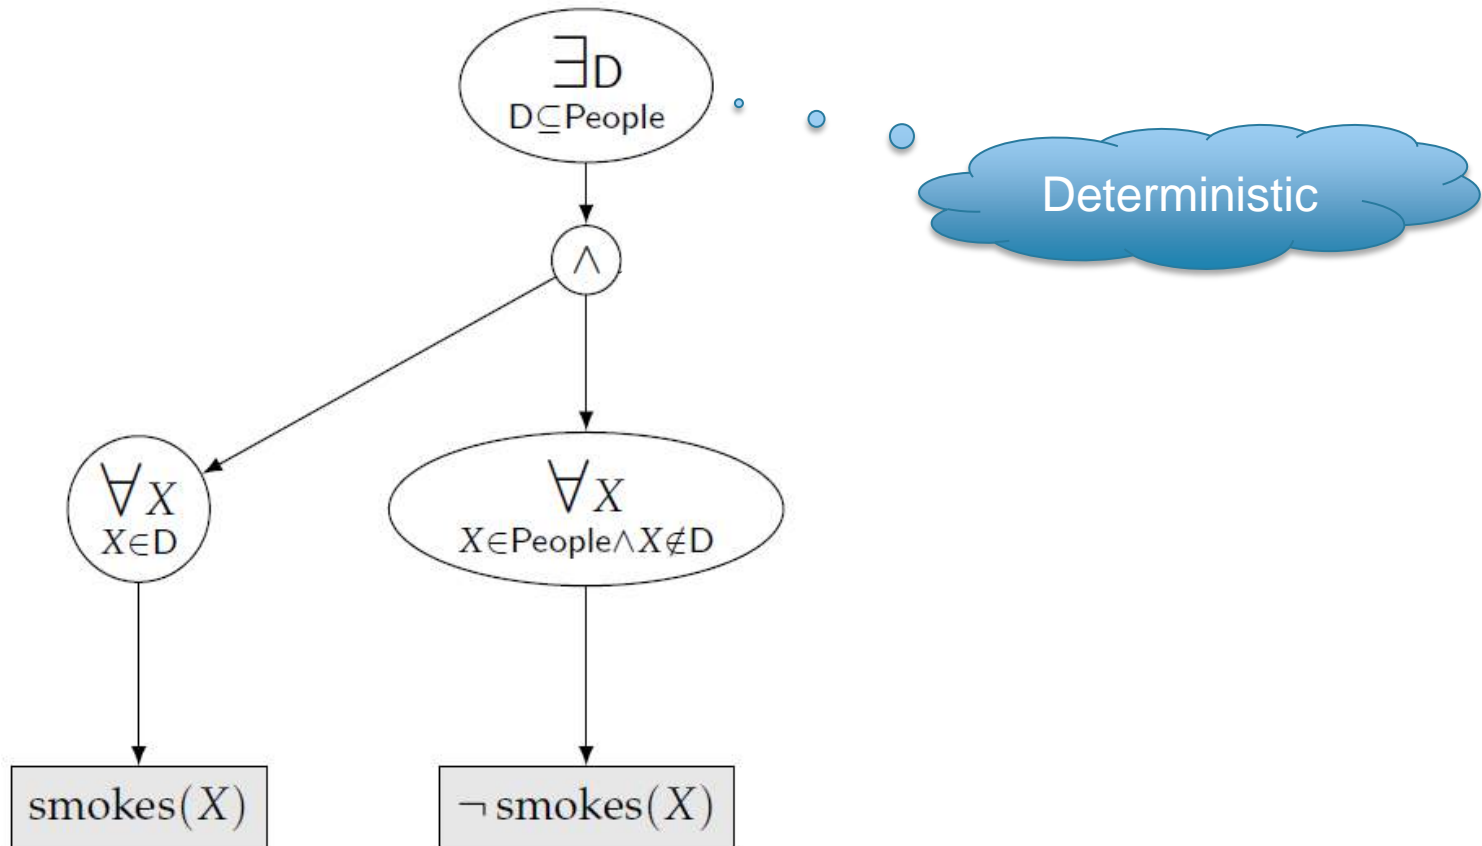 ∃D
D⊆People
Deterministic
∧
∀X
X∈D
∀X
X∈People∧X∉D
smokes(X)
¬ smokes(X)